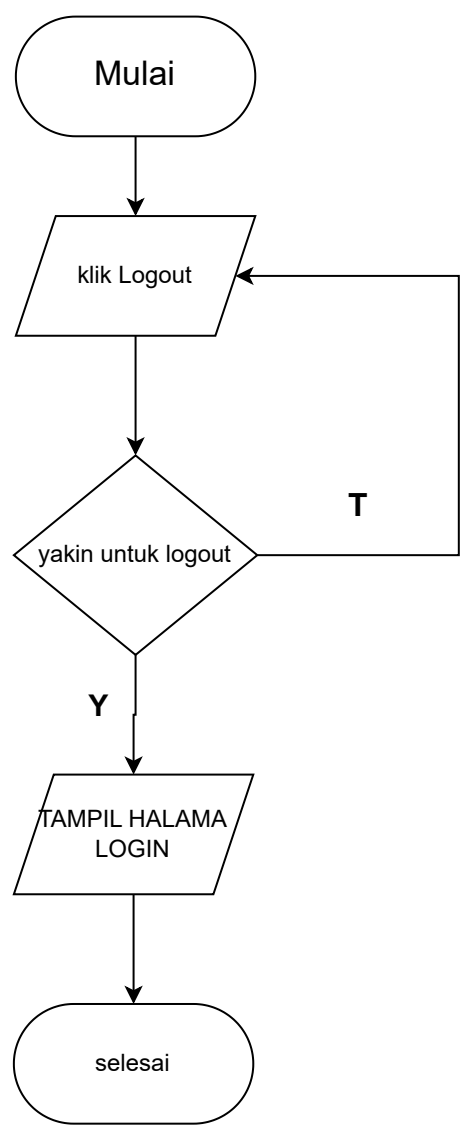 Mulai
klik Logout
yakin untuk logout
T
Y
TAMPIL HALAMA
LOGIN
selesai